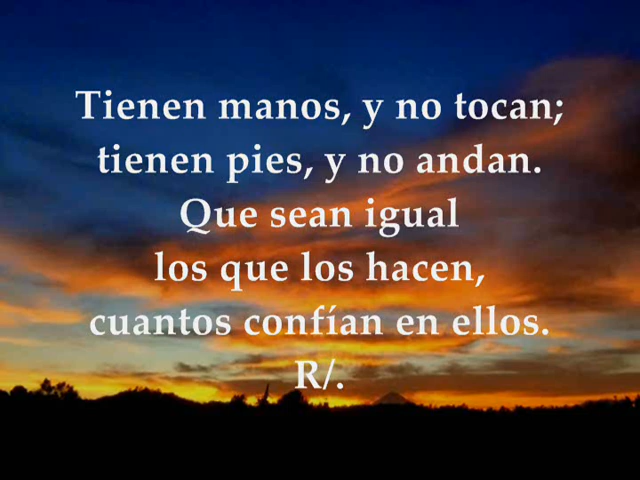 Tienen manos, y no tocan;
tienen pies, y no andan.
Que sean igual
los que los hacen,
cuantos confían en ellos.
R/.